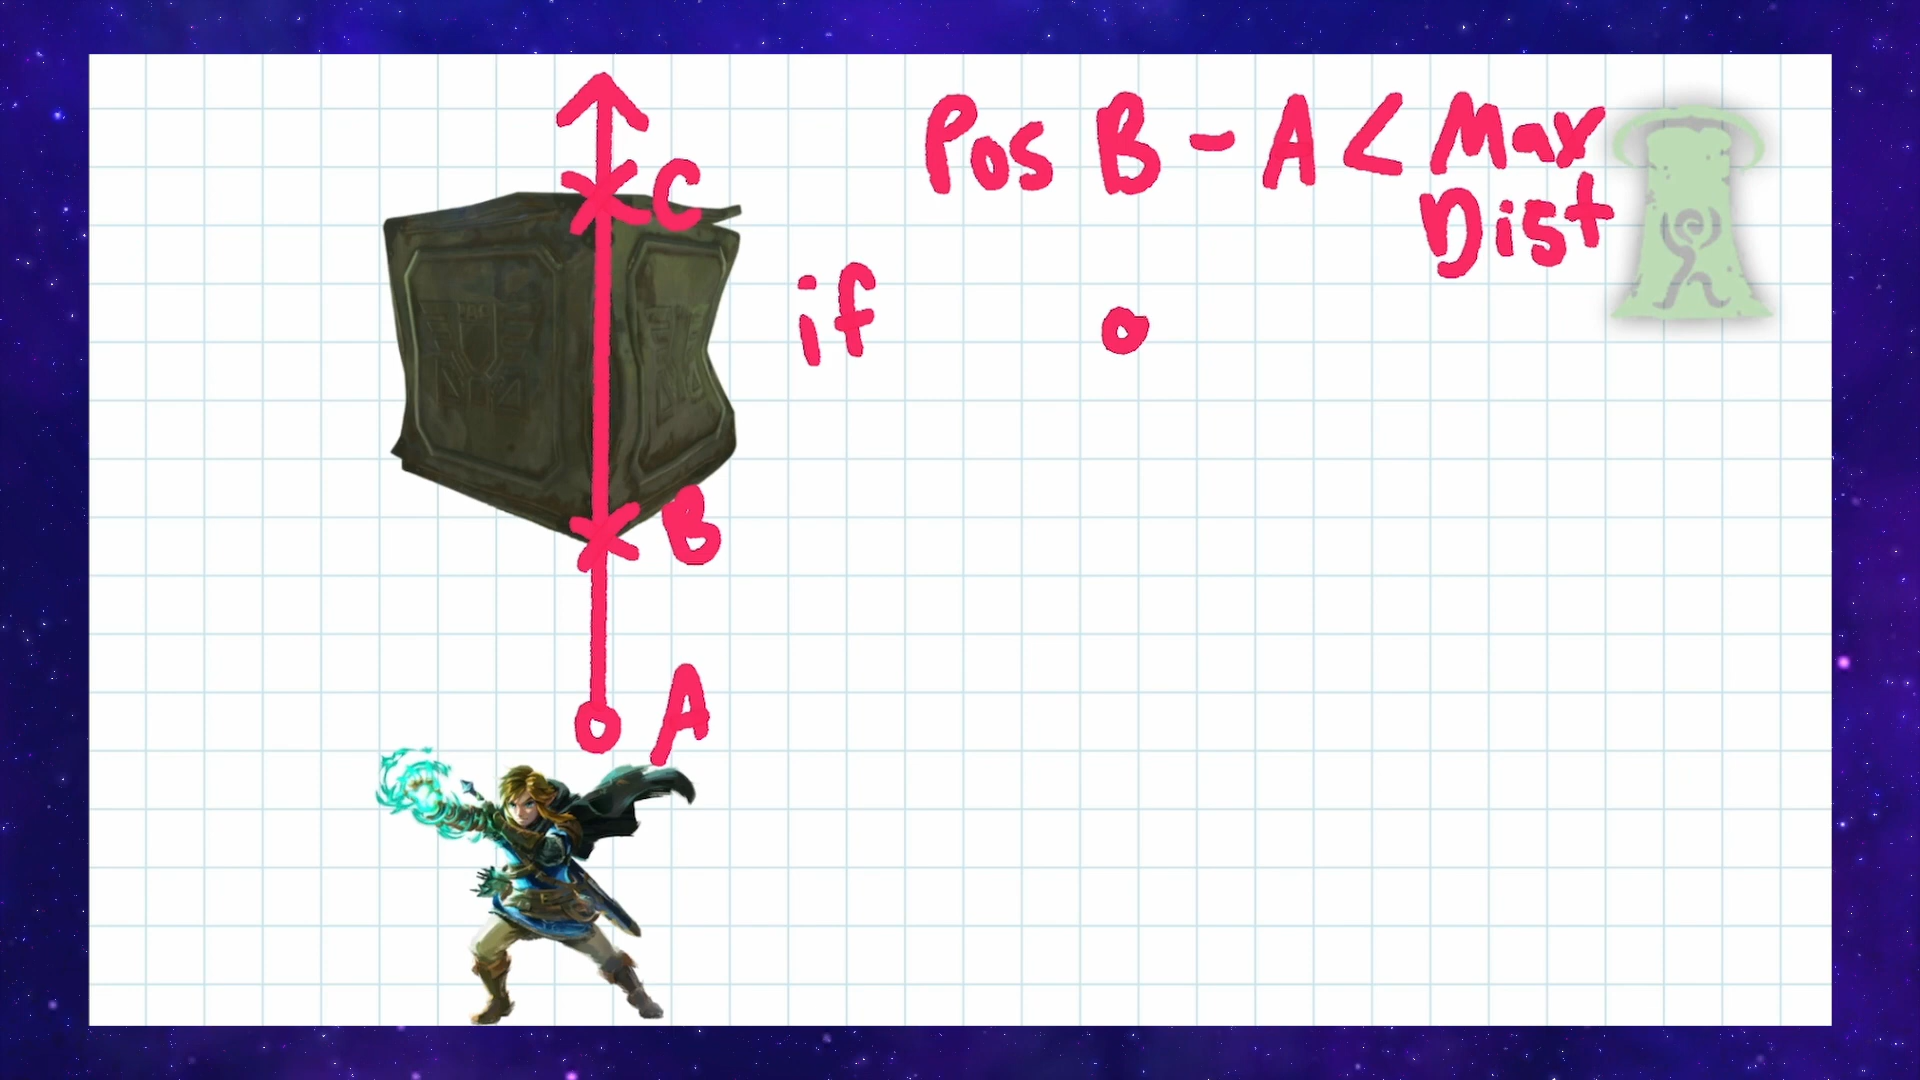 Pos B - A < Max
Dist
C
if
B
A